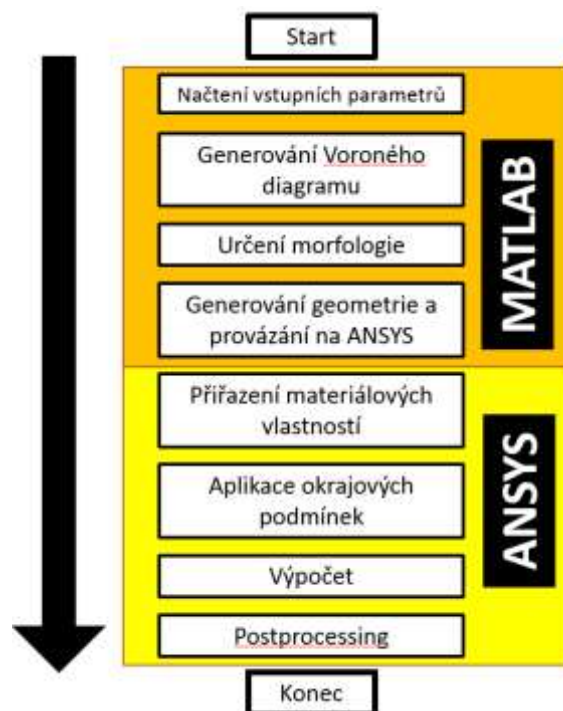 Start
Načtení vstupních parametrů
Generování Voroného
diagramu
Určení morfologie
Generování geometrie a
provázání na ANSYS
MATLAB
Přiřazení materiálových
vlastností
Aplikace okrajových
podmínek
Výpočet
Postprocessing
ANSYS
Konec